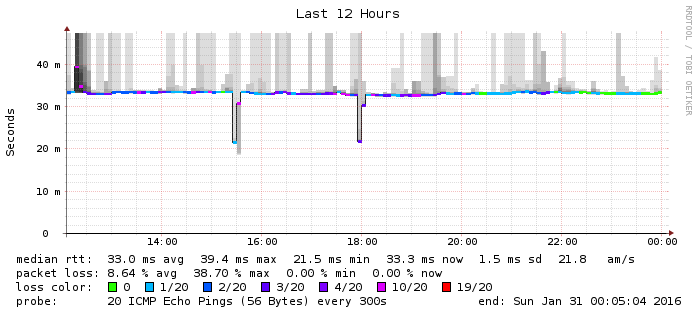 Last 12 Hours
RRDTOOL / TOBI OETIKER
Seconds
40 m
30 m
20 m
10 m
0
14:00 16:00 18:00 20:00 22:00 00:00
median rtt: 33.0 ms avg 39.4 ms max 21.5 ms min 33.3 ms now 1.5 ms sd 21.8 am/s
packet loss: 8.64 % avg 38.70 % max 0.00 % min 0.00 % now
loss color: 0 1/20 2/20 3/20 4/20 10/20 19/20
probe: 20 ICMP Echo Pings (56 Bytes) every 300s end: Sun Jan 31 00:05:04 2016